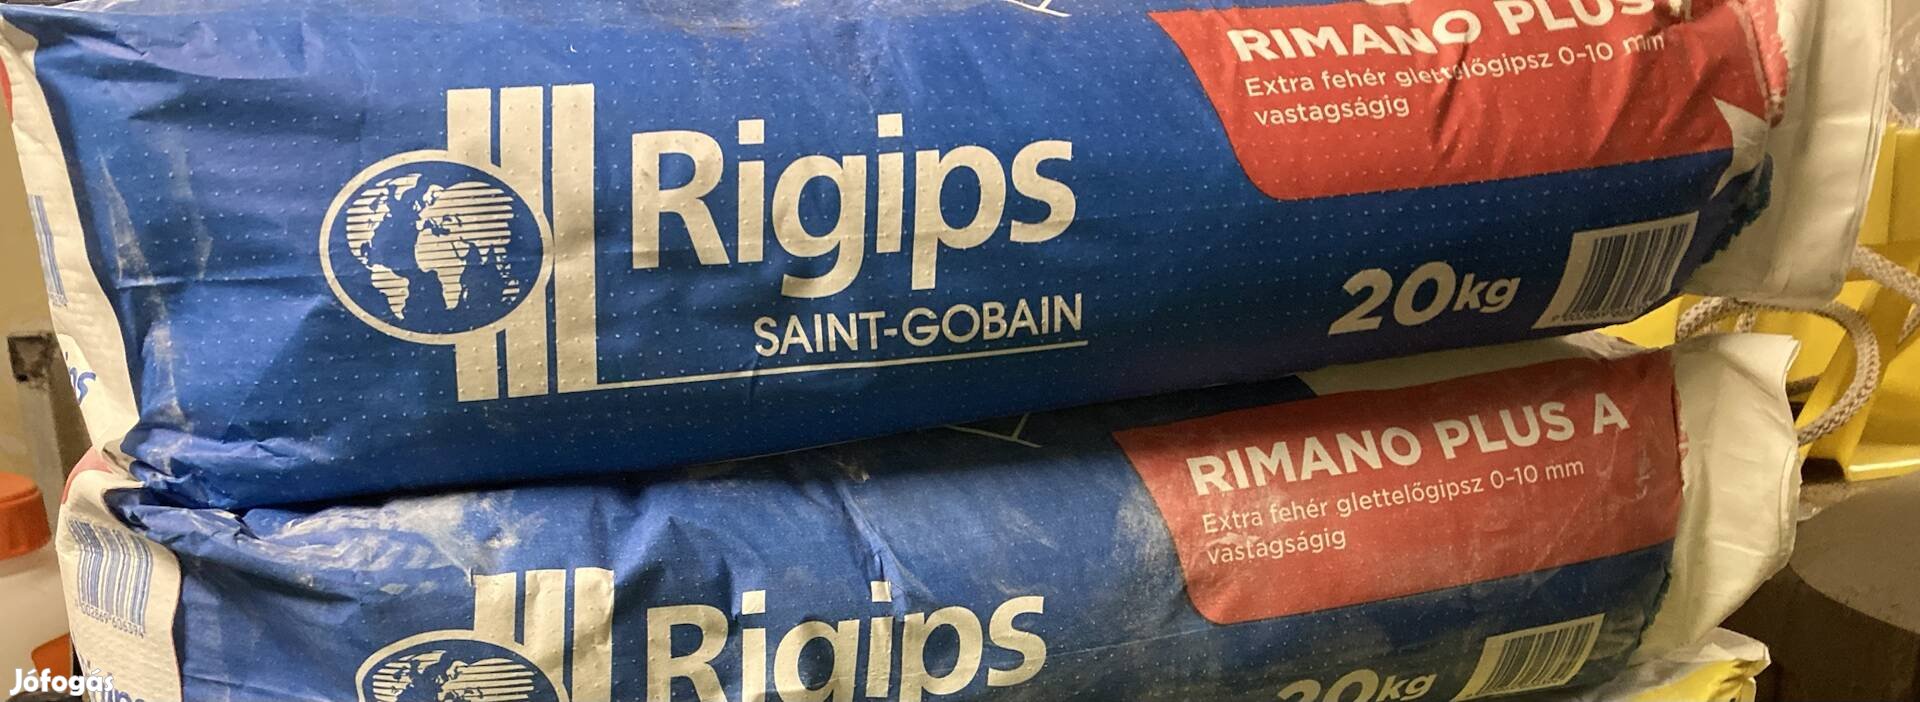 RIMANO PLUS
Extra fehér glettelőgipsz 0-10 mm
vastagságig
Rigips
SAINT-GOBAIN
20kg
RIMANO PLUS A
Extra fehér glettelőgipsz 0-10 mm
vastagságig
Rigips
20kg
Jófogás